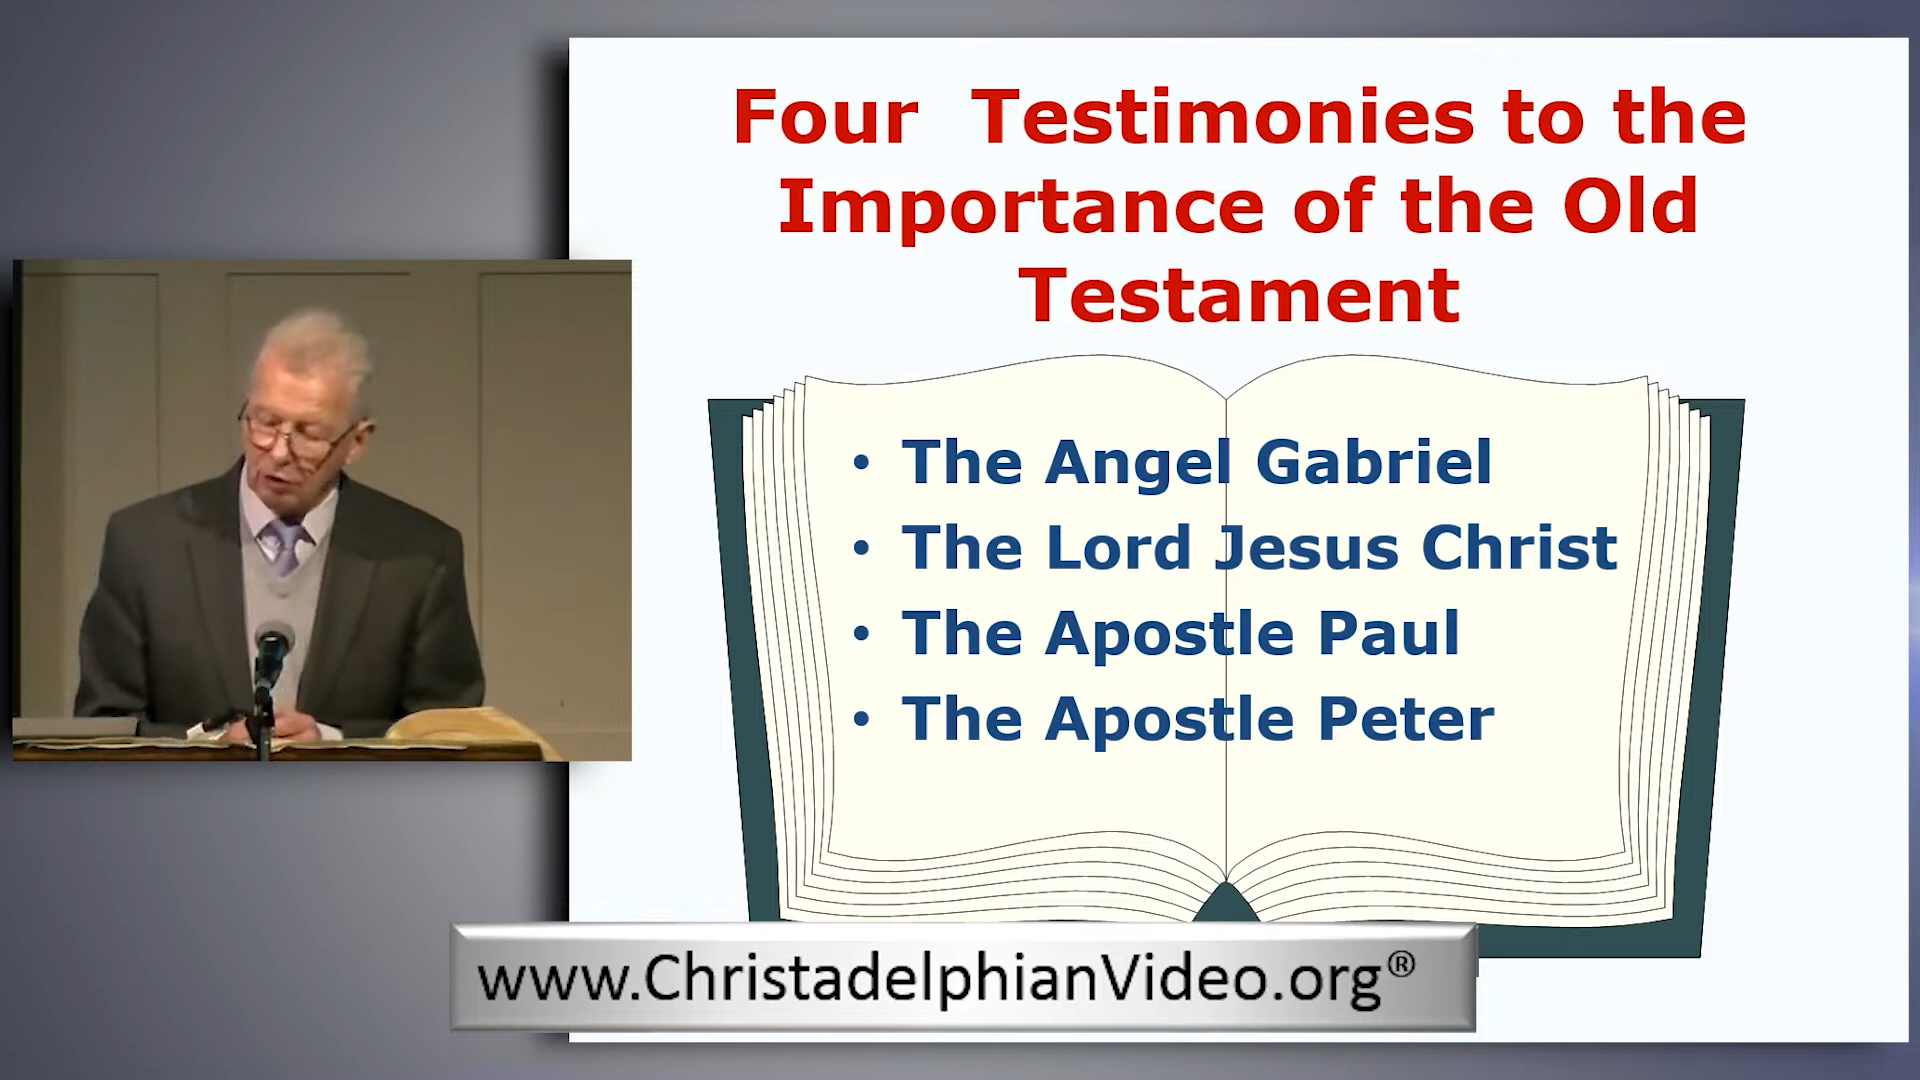 Four Testimonies to the
Importance of the Old
Testament
• The Angel Gabriel
• The Lord Jesus Christ
• The Apostle Paul
• The Apostle Peter
www.ChristadelphianVideo.org®